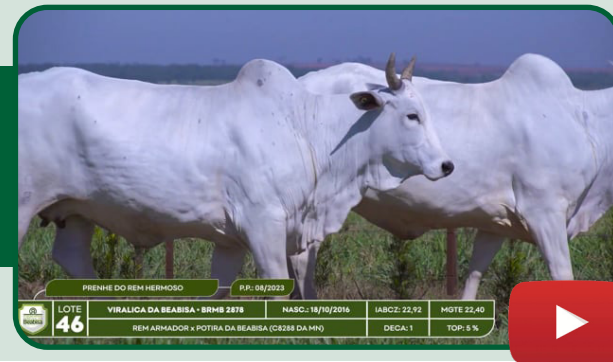 PRENHE DO REM HERMOSO P.P.: 08/2023
LOTE 46
VIRALICA DA BEABISA - BRMB 2878 NASC.: 18/10/2016 IABCZ: 22,92 MGTE 22,40
REM ARMADOR x POTIRA DA BEABISA (C8288 DA MN) DECA: 1 TOP: 5 %